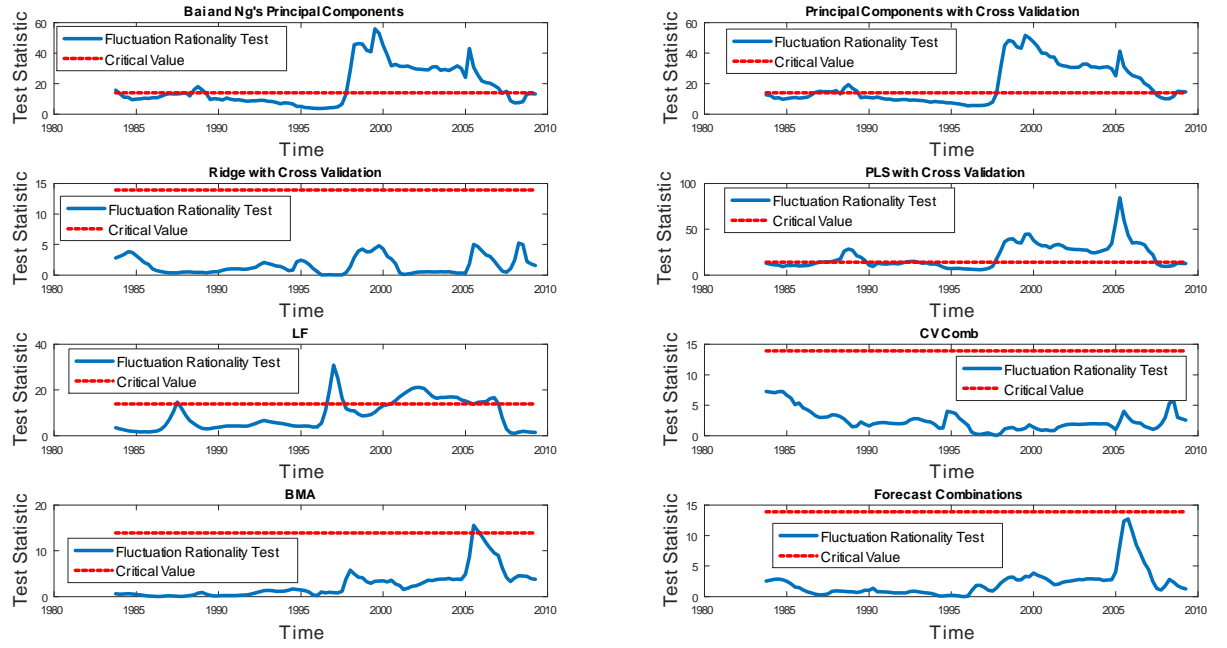 Bai and Ng's Principal Components
Test Statistic
60
40
20
0
Fluctuation Rationality Test
Critical Value
1980 1985 1990 1995 2000 2005 2010
Time
Principal Components with Cross Validation
Test Statistic
60
40
20
0
Fluctuation Rationality Test
Critical Value
1980 1985 1990 1995 2000 2005 2010
Time
Ridge with Cross Validation
Test Statistic
15
10
5
0
Fluctuation Rationality Test
Critical Value
1980 1985 1990 1995 2000 2005 2010
Time
PLS with Cross Validation
Test Statistic
100
50
0
Fluctuation Rationality Test
Critical Value
1980 1985 1990 1995 2000 2005 2010
Time
LF
Test Statistic
40
20
0
Fluctuation Rationality Test
Critical Value
1980 1985 1990 1995 2000 2005 2010
Time
CV Comb
Test Statistic
15
10
5
0
Fluctuation Rationality Test
Critical Value
1980 1985 1990 1995 2000 2005 2010
Time
BMA
Test Statistic
20
10
0
Fluctuation Rationality Test
Critical Value
1980 1985 1990 1995 2000 2005 2010
Time
Forecast Combinations
Test Statistic
15
10
5
0
Fluctuation Rationality Test
Critical Value
1980 1985 1990 1995 2000 2005 2010
Time